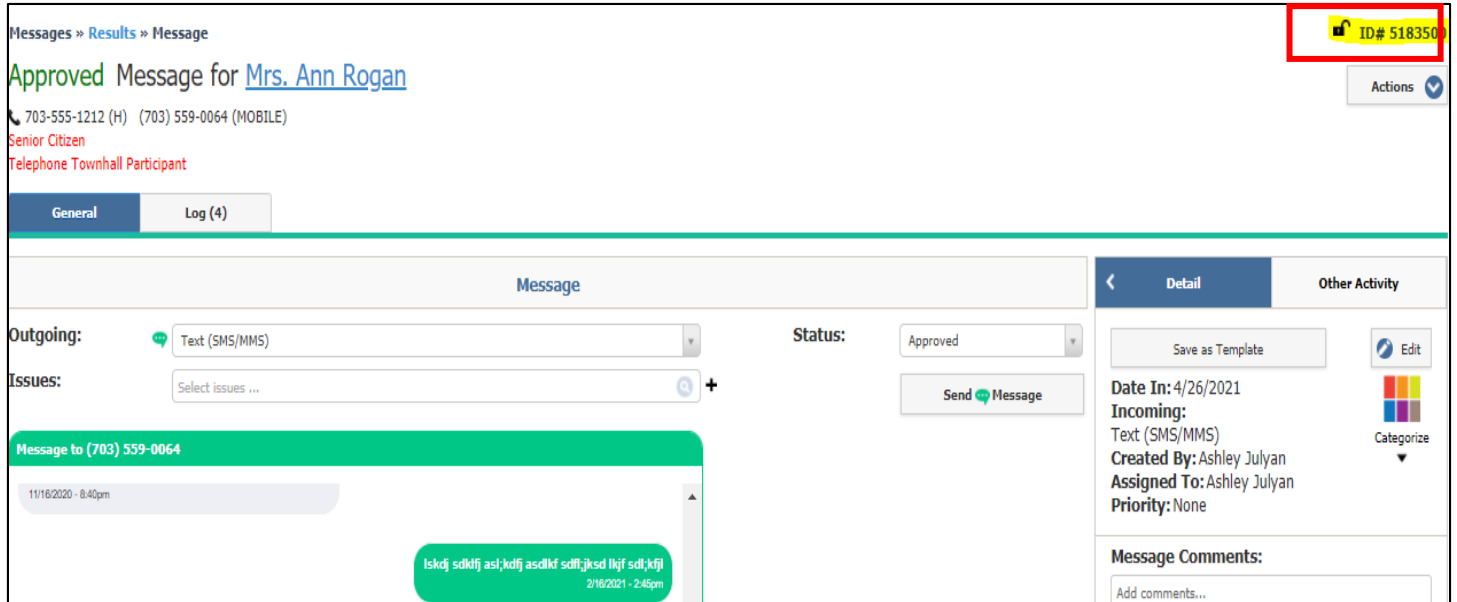 Messages » Results » Message
ID# 5183500
Approved Message for Mrs. Ann Rogan
Actions
703-555-1212 (H) (703) 559-0064 (MOBILE)
Senior Citizen
Telephone Townhall Participant
General
Log (4)
Message
Detail
Other Activity
Outgoing:
Text (SMS/MMS)
Status:
Approved
Save as Template
Edit
Issues:
Select issues ...
+
Send Message
Date In: 4/26/2021
Incoming:
Text (SMS/MMS)
Categorize
Created By: Ashley Julyan
Assigned To: Ashley Julyan
Priority: None
Message to (703) 559-0064
11/16/2020 - 8:40pm
lskdj sdklfj asl;kdfj asdlkf sdfl;jksd lkjf sdl;kfjl
2/16/2021 - 2:45pm
Message Comments:
Add comments...